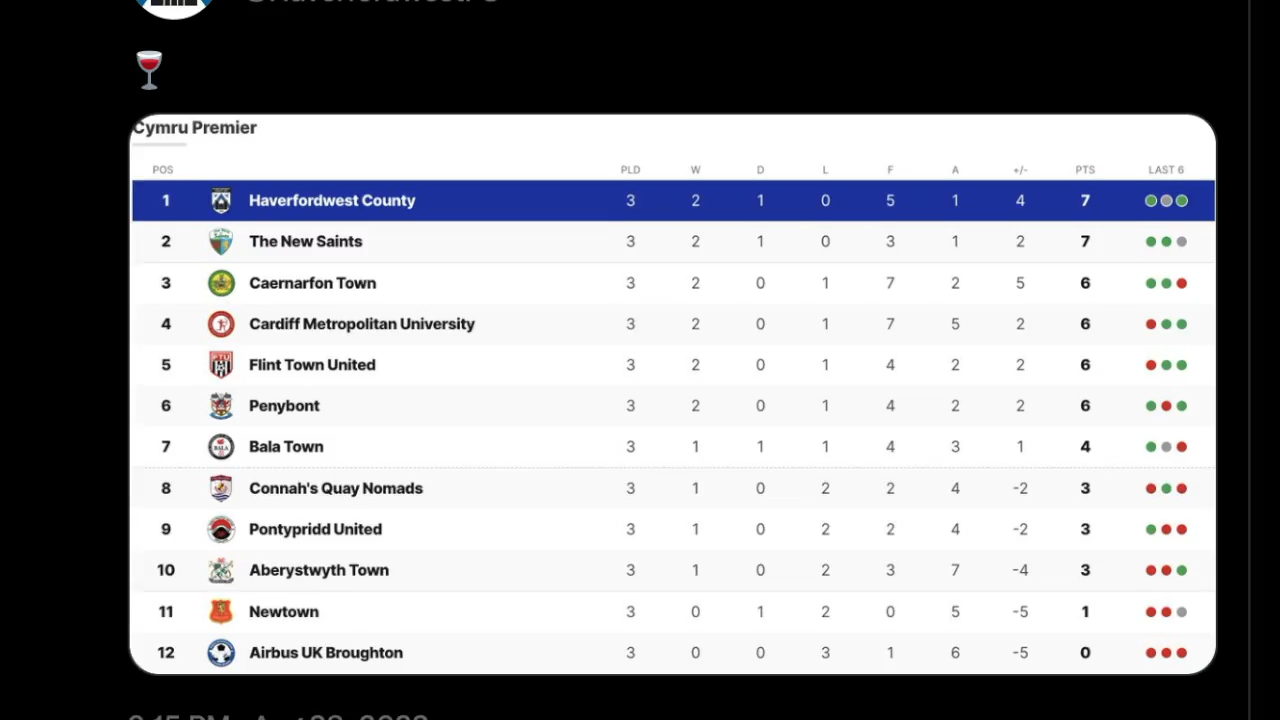 Cymru Premier
POS PLD W D L F A +/- PTS LAST 6
1 Haverfordwest County 3 2 1 0 5 1 4 7
2 The New Saints 3 2 1 0 3 1 2 7
3 Caernarfon Town 3 2 0 1 7 2 5 6
4 Cardiff Metropolitan University 3 2 0 1 7 5 2 6
5 Flint Town United 3 2 0 1 4 2 2 6
6 Penybont 3 2 0 1 4 2 2 6
7 Bala Town 3 1 1 1 4 3 1 4
8 Connah's Quay Nomads 3 1 0 2 2 4 -2 3
9 Pontypridd United 3 1 0 2 2 4 -2 3
10 Aberystwyth Town 3 1 0 2 3 7 -4 3
11 Newtown 3 0 1 2 0 5 -5 1
12 Airbus UK Broughton 3 0 0 3 1 6 -5 0